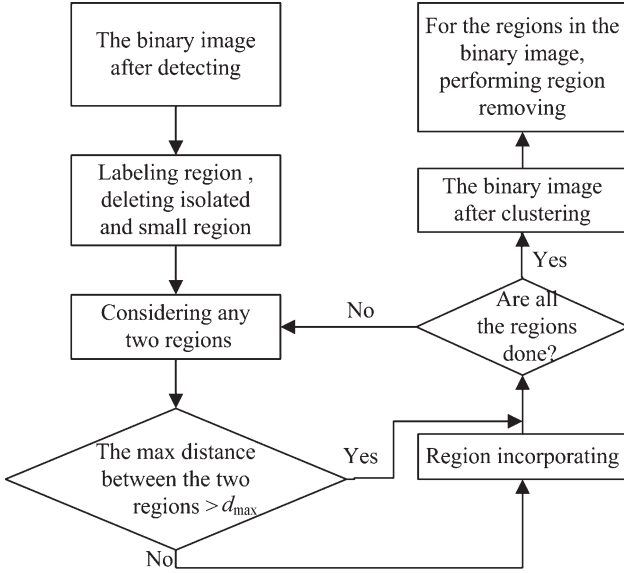 The binary image
after detecting
Labeling region ,
deleting isolated
and small region
Considering any
two regions
The max distance
between the two
regions > dmax
Yes
No
Region incorporating
Are all
the regions
done?
No
Yes
The binary image
after clustering
For the regions in the
binary image,
performing region
removing